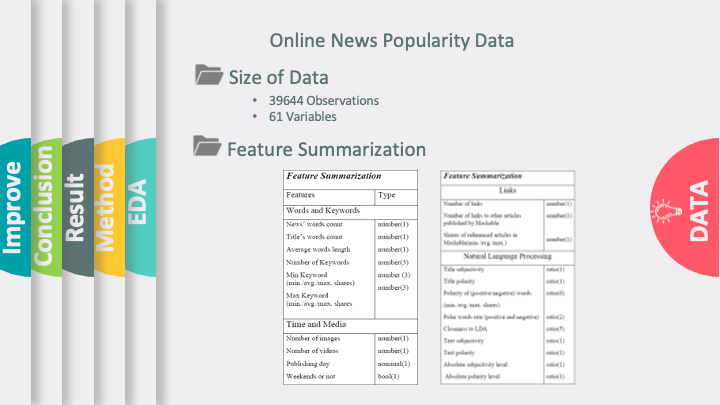 Online News Popularity Data
Size of Data
• 39644 Observations
• 61 Variables
Feature Summarization
Feature Summarization
Features Type
Words and Keywords
News' words count number(1)
Title's words count number(1)
Average words length number(1)
Number of Keywords number(3)
Min Keyword number (3)
(min./avg./max. shares)
Max Keyword number(3)
(min./avg./max. shares
Time and Media
Number of images number(1)
Number of videos number(1)
Publishing day nominal(1)
Weekends or not bool(1)
Feature Summarization
Links
Number of links number(1)
Number of links to other articles number(1)
published by Mashable
Shares of referenced articles in
Mashable(min. avg. max.) number(1)
Natural Language Processing
Title subjectivity ratio(1)
Title polarity ratio(1)
Polarity of (positive/negative) words
(min. avg. max. shares)
Polar words rate (positive and negative) ratio(2)
Closeness to LDA ratio(5)
Text subjectivity ratio(1)
Text polarity ratio(1)
Absolute subjectivity level ratio(1)
Absolute polarity level ratio(1)
Improve
Conclusion
Result
Method
EDA
DATA